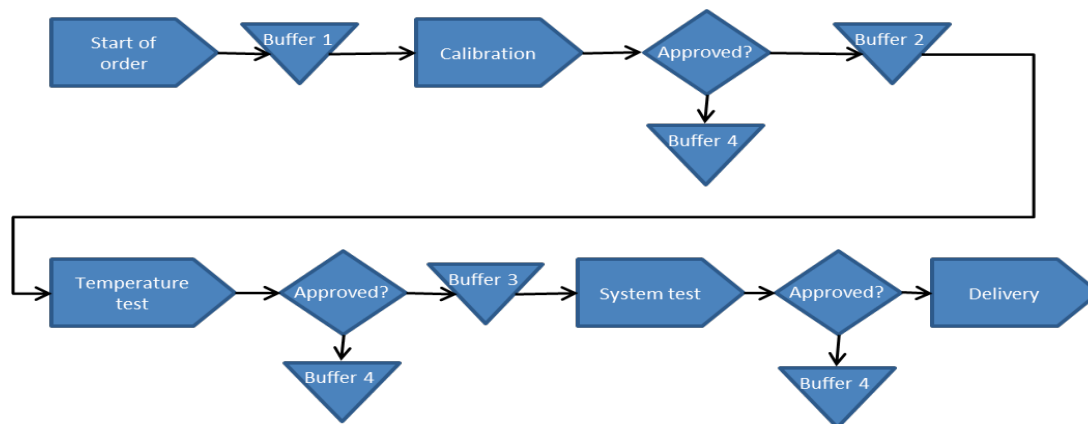 Start of
order
Buffer 1
Calibration
Approved?
Buffer 2
Buffer 4
Temperature
test
Approved?
Buffer 3
System test
Approved?
Delivery
Buffer 4
Buffer 4